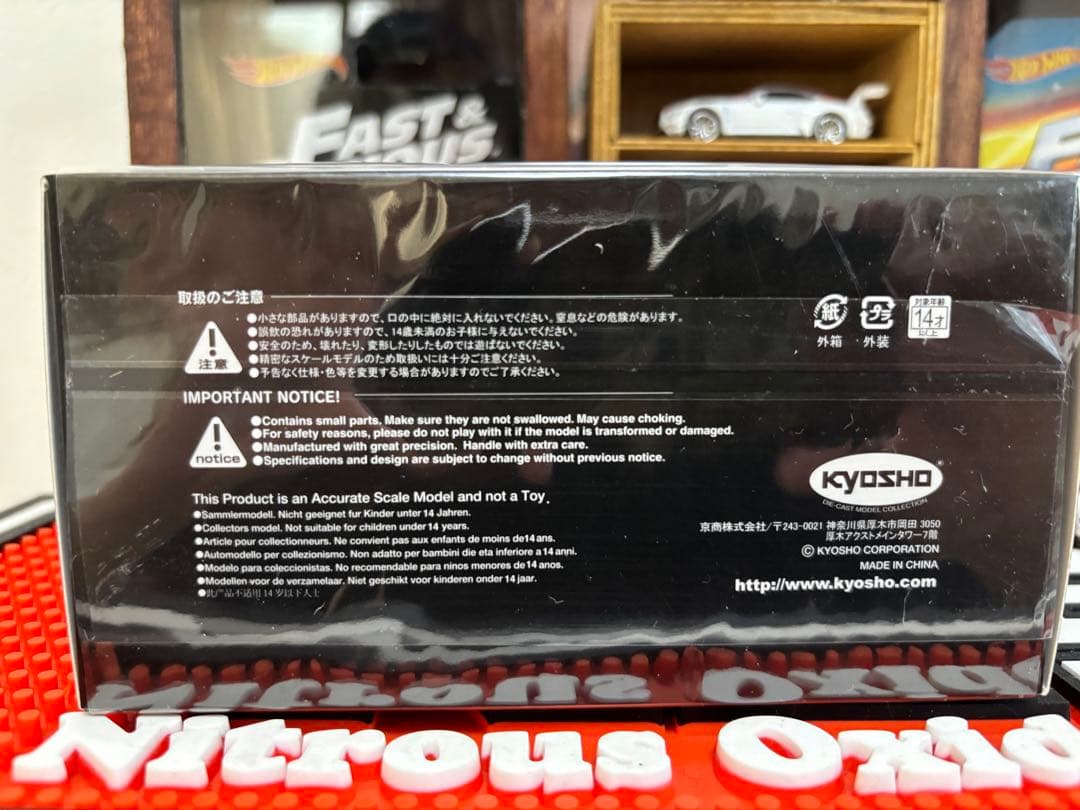 HOT WHEELS
FAST &
FURIOUS
HOT WHEELS
取扱のご注意
注意
●小さな部品がありますので、口の中に絶対に入れないでください。窒息などの危険があります。
●誤飲の恐れがありますので、14歳未満のお子様に与えないでください。
●安全のため、壊れたり、変形したりしたものでは遊ばないでください。
●精密なスケールモデルのため取扱いには十分ご注意ください。
●予告なく仕様・色等を変更する場合がありますのでご了承ください。
紙
外箱
プラ
外装
対象年齢
14才
以上
IMPORTANT NOTICE!
notice
●Contains small parts. Make sure they are not swallowed. May cause choking.
●For safety reasons, please do not play with it if the model is transformed or damaged.
●Manufactured with great precision. Handle with extra care.
●Specifications and design are subject to change without previous notice.
This Product is an Accurate Scale Model and not a Toy.
●Sammlermodell. Nicht geeignet fur Kinder unter 14 Jahren.
●Collectors model. Not suitable for children under 14 years.
●Article pour collectionneurs. Ne convient pas aux enfants de moins de14 ans.
●Automodello per collezionismo. Non adatto per bambini die eta inferiore a 14 anni.
●Modelo para coleccionistas. No recomendable para ninos menores de14 anos.
●Modellen voor de verzamelaar. Niet geschikt voor kinderen onder 14 jaar.
●此产品不适用 14 岁以下人士
KYOSHO
DIE-CAST MODEL COLLECTION
京商株式会社/〒243-0021 神奈川県厚木市岡田 3050
厚木アクストメインタワー7階
© KYOSHO CORPORATION
MADE IN CHINA
http://www.kyosho.com
Nitrous Oxid